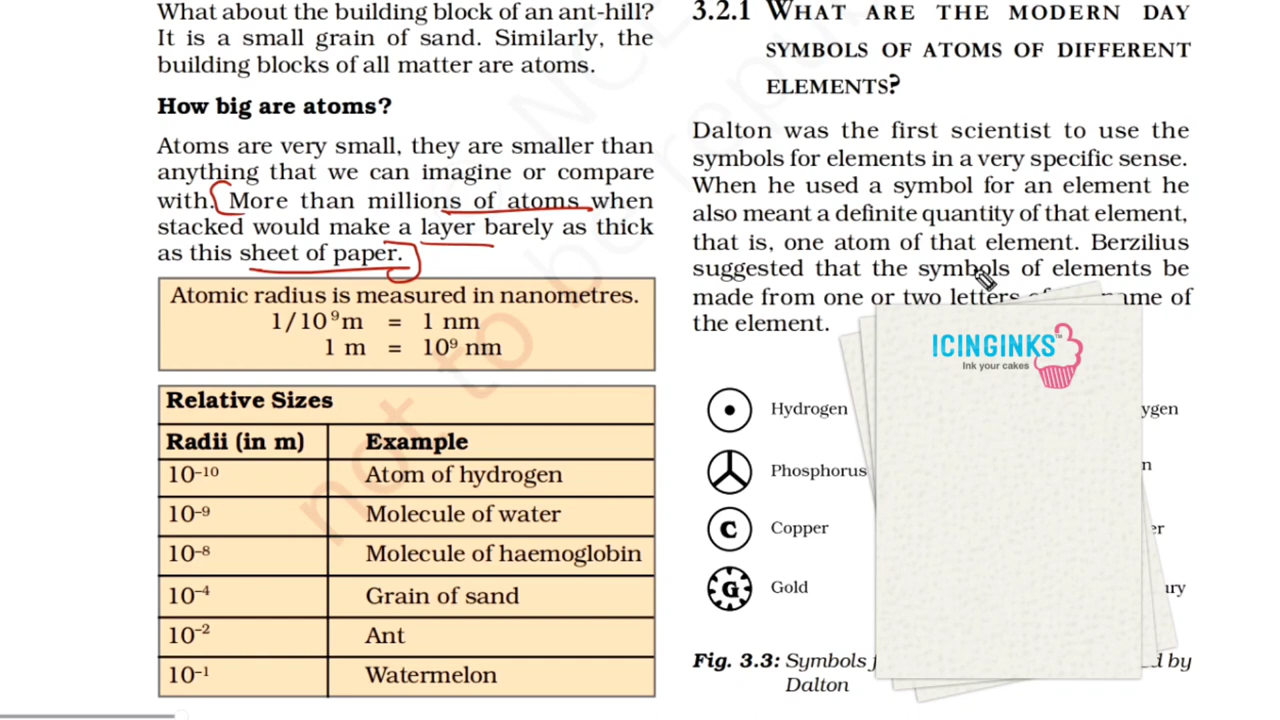 What about the building block of an ant-hill?
It is a small grain of sand. Similarly, the
building blocks of all matter are atoms.
How big are atoms?
Atoms are very small, they are smaller than
anything that we can imagine or compare
with. More than millions of atoms when
stacked would make a layer barely as thick
as this sheet of paper.
Atomic radius is measured in nanometres.
1/10⁹m = 1 nm
1 m = 10⁹ nm
Relative Sizes
Radii (in m) Example
10⁻¹⁰ Atom of hydrogen
10⁻⁹ Molecule of water
10⁻⁸ Molecule of haemoglobin
10⁻⁴ Grain of sand
10⁻² Ant
10⁻¹ Watermelon
3.2.1 WHAT ARE THE MODERN DAY
SYMBOLS OF ATOMS OF DIFFERENT
ELEMENTS?
Dalton was the first scientist to use the
symbols for elements in a very specific sense.
When he used a symbol for an element he
also meant a definite quantity of that element,
that is, one atom of that element. Berzilius
suggested that the symbols of elements be
made from one or two letters of
the element.
ICINGINKS™
Ink your cakes
Hydrogen
Phosphorus
C Copper
G Gold
Fig. 3.3: Symbols
by
Dalton
not to be